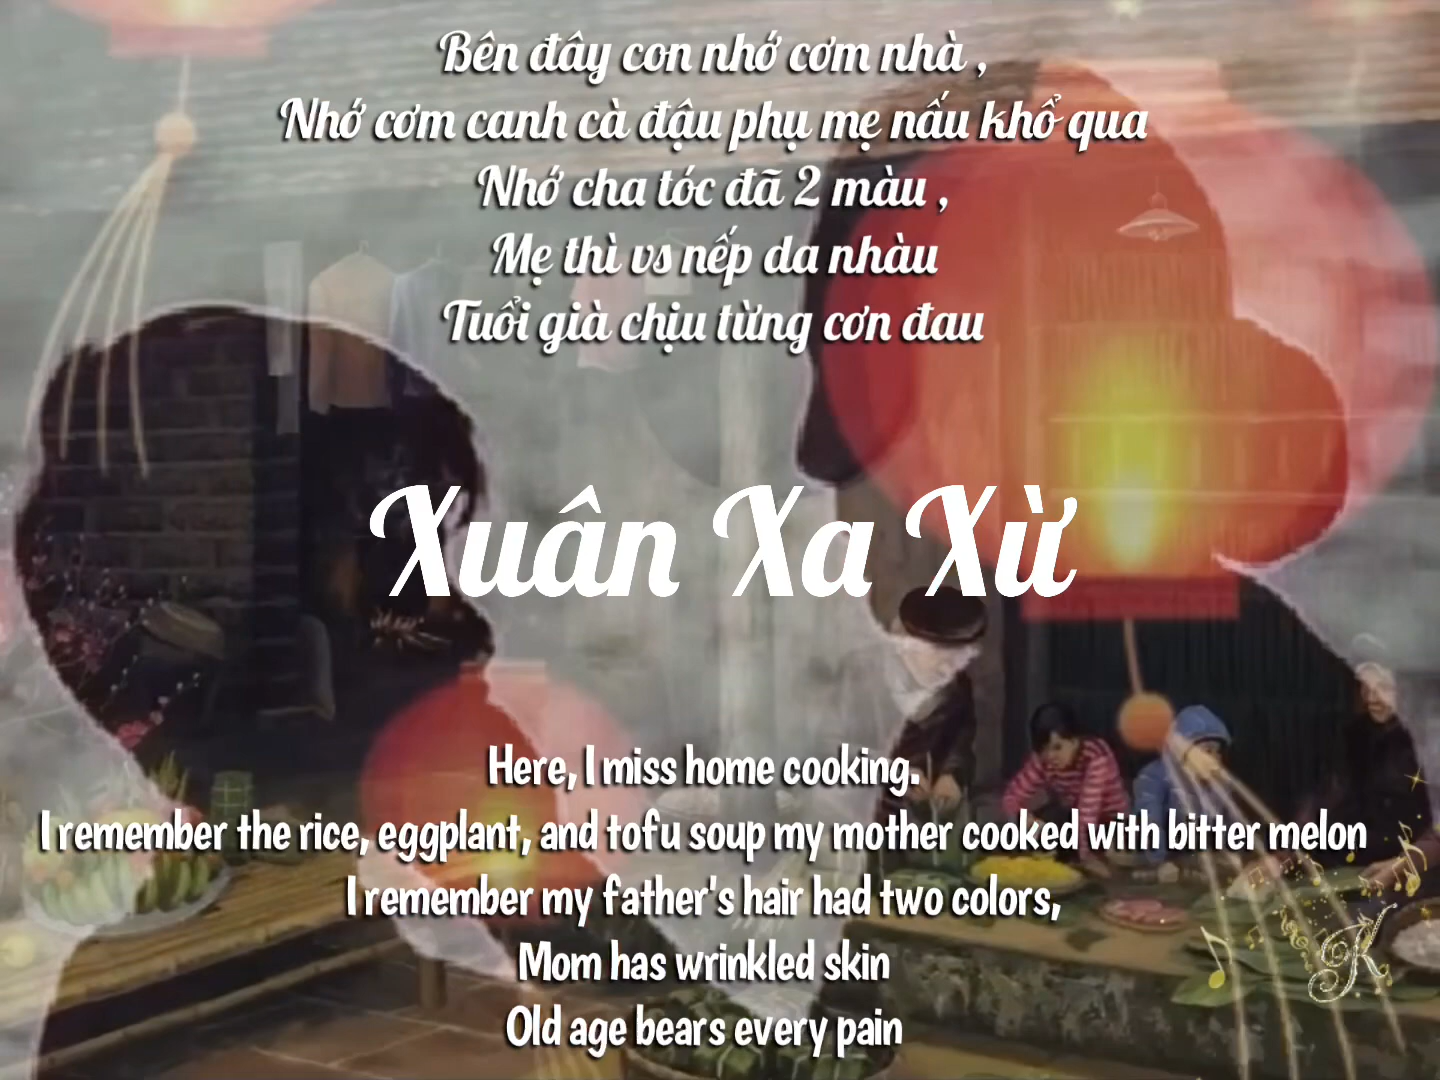 Bên đây con nhớ cơm nhà ,
Nhớ cơm canh cà đậu phụ mẹ nấu khổ qua
Nhớ cha tóc đã 2 màu ,
Mẹ thì vs nếp da nhàu
Tuổi già chịu từng cơn đau
Xuân Xa Xừ
Here, I miss home cooking.
I remember the rice, eggplant, and tofu soup my mother cooked with bitter melon
I remember my father's hair had two colors,
Mom has wrinkled skin
Old age bears every pain
K